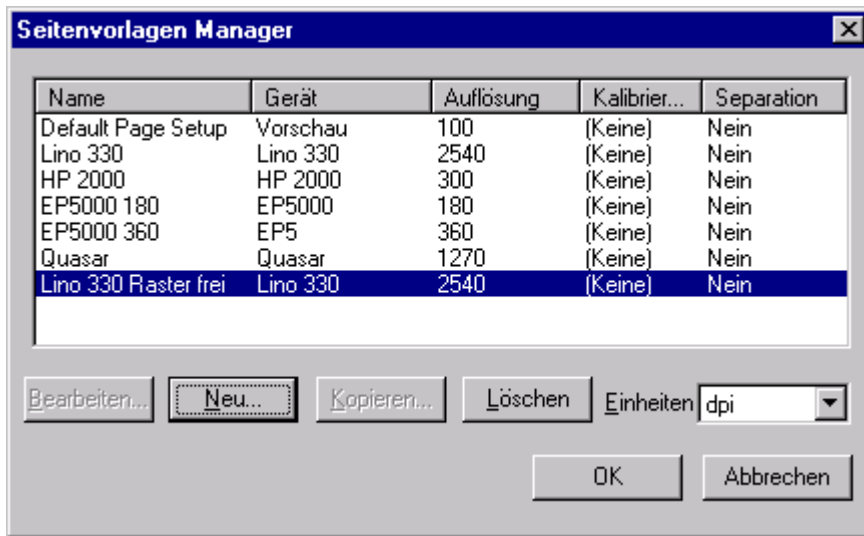 Seitenvorlagen Manager
Name Gerät Auflösung Kalibrier... Separation
Default Page Setup Vorschau 100 (Keine) Nein
Lino 330 Lino 330 2540 (Keine) Nein
HP 2000 HP 2000 300 (Keine) Nein
EP5000 180 EP5000 180 (Keine) Nein
EP5000 360 EP5 360 (Keine) Nein
Quasar Quasar 1270 (Keine) Nein
Lino 330 Raster frei Lino 330 2540 (Keine) Nein
Bearbeiten... Neu... Kopieren... Löschen Einheiten dpi
OK Abbrechen